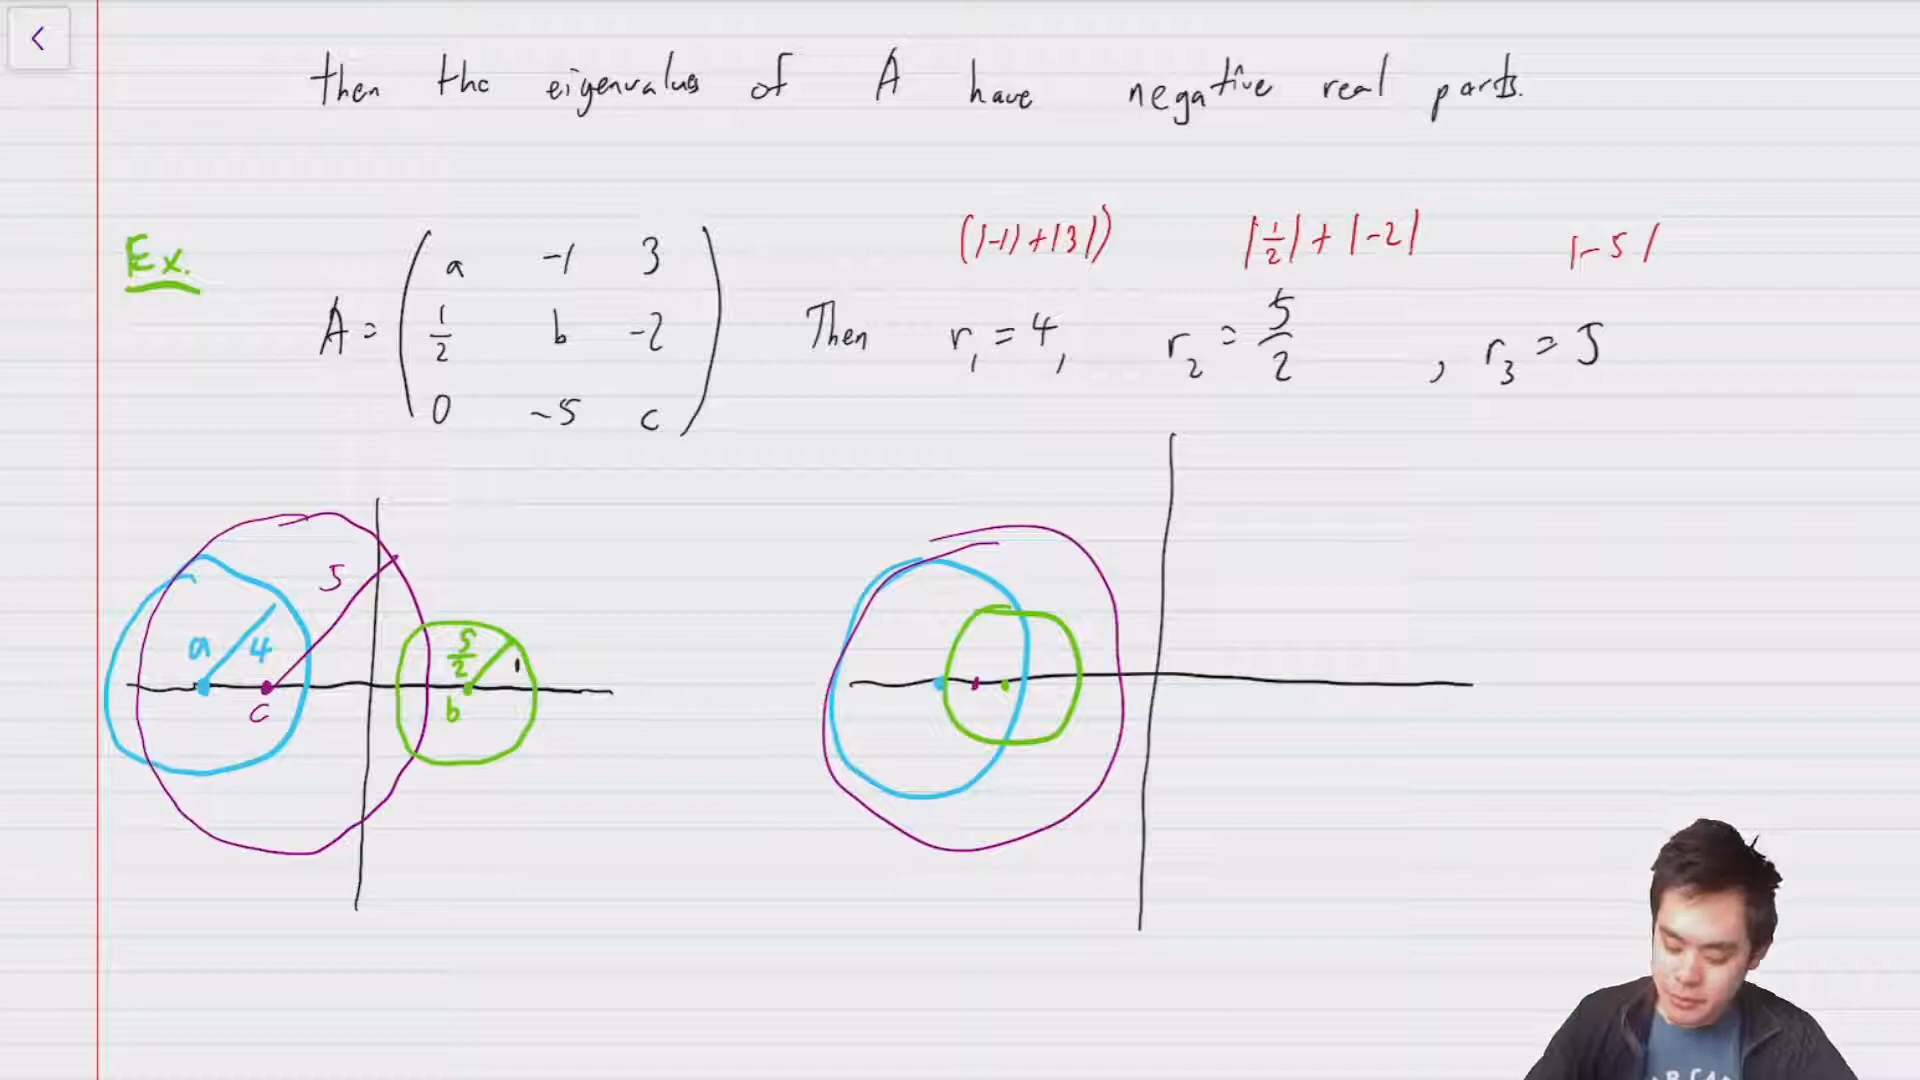 then the eigenvalues of A have negative real parts.
(|-1|+|3|) |1/2|+|-2| |-5|
Ex.
A = ( a -1 3
1/2 b -2
0 -5 c )
Then r₁ = 4, r₂ = 5/2, r₃ = 5
5
a 4
5/2
c
b